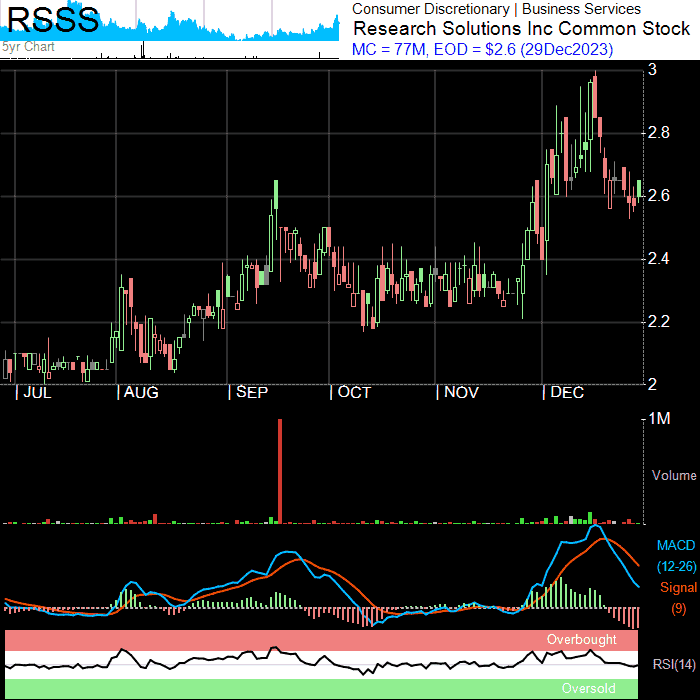 RSSS
5yr Chart
Consumer Discretionary | Business Services
Research Solutions Inc Common Stock
MC = 77M, EOD = $2.6 (29Dec2023)
3
2.8
2.6
2.4
2.2
2
JUL
AUG
SEP
OCT
NOV
DEC
1M
Volume
MACD
(12-26)
Signal
(9)
Overbought
RSI(14)
Oversold